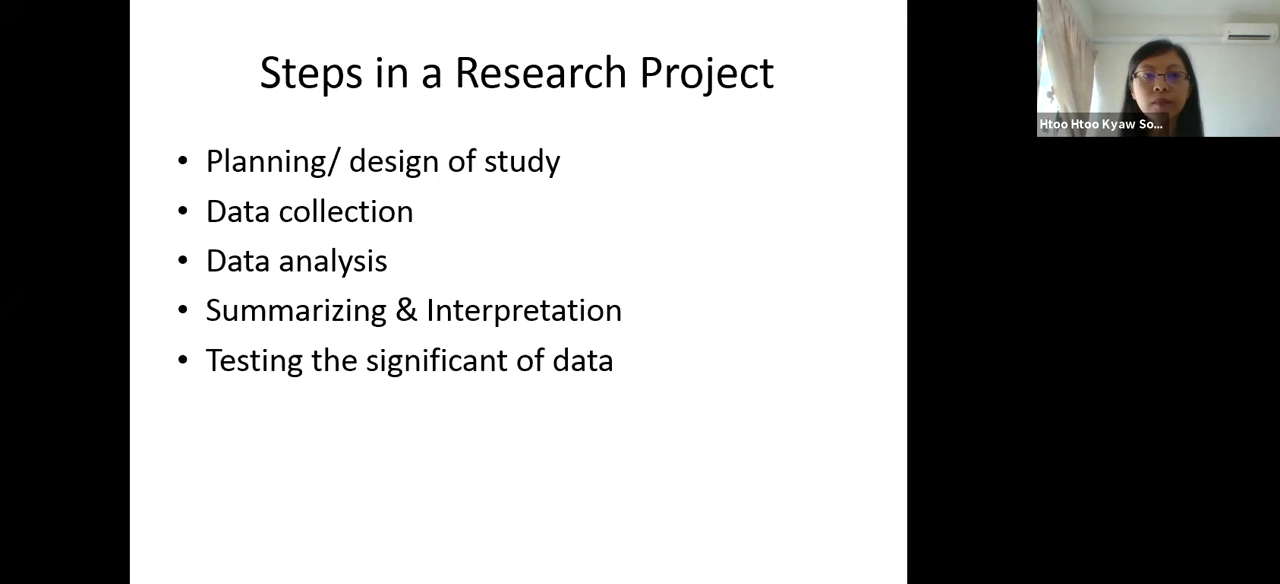 Steps in a Research Project
• Planning/ design of study
• Data collection
• Data analysis
• Summarizing & Interpretation
• Testing the significant of data
Htoo Htoo Kyaw So...